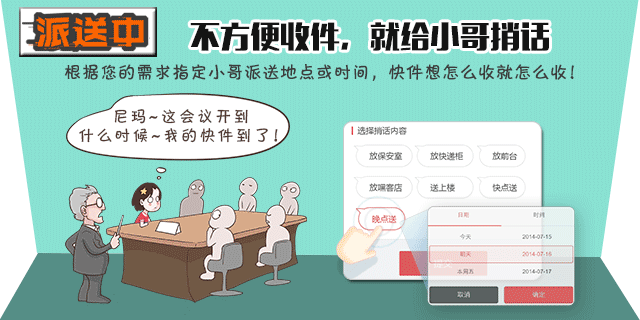 派送中
不方便收件，就给小哥捎话
根据您的需求指定小哥派送地点或时间，快件想怎么收就怎么收！
尼玛~这会议开到
什么时候~我的快件到了！
选择捎话内容
放保安室 放快递柜 放前台
放嘿客店 送上楼 快点送
晚点送
日期 时间
今天 2014-07-15
明天 2014-07-16
本周五 2014-07-17
取消 确定